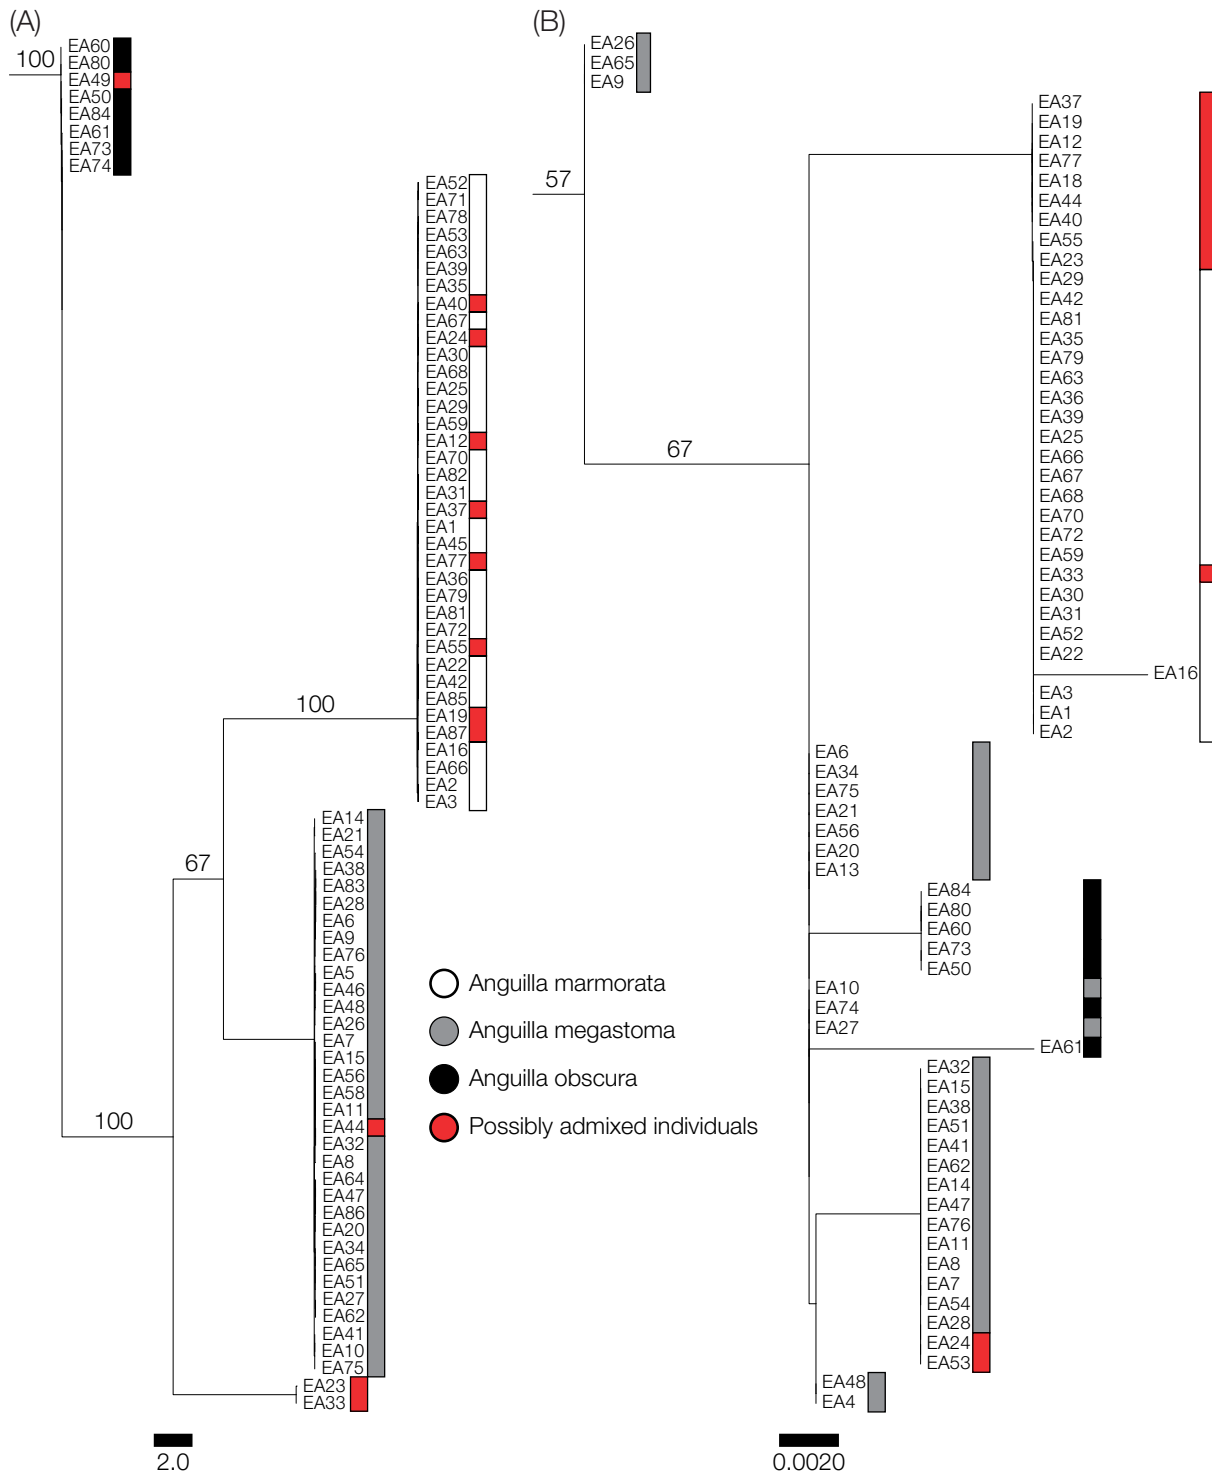 (A)
100
EA60
EA80
EA49
EA50
EA84
EA61
EA73
EA74
EA52
EA71
EA78
EA53
EA63
EA39
EA35
EA40
EA67
EA24
EA30
EA68
EA25
EA29
EA59
EA12
EA70
EA82
EA31
EA37
EA1
EA45
EA77
EA36
EA79
EA81
EA72
EA55
EA22
EA42
EA85
EA19
EA87
EA16
EA66
EA2
EA3
100
67
EA14
EA21
EA54
EA38
EA83
EA28
EA6
EA9
EA76
EA5
EA46
EA48
EA26
EA7
EA15
EA56
EA58
EA11
EA44
EA32
EA8
EA64
EA47
EA86
EA20
EA34
EA65
EA51
EA27
EA62
EA41
EA10
EA75
100
EA23
EA33
2.0
Anguilla marmorata
Anguilla megastoma
Anguilla obscura
Possibly admixed individuals
(B)
EA26
EA65
EA9
57
67
EA37
EA19
EA12
EA77
EA18
EA44
EA40
EA55
EA23
EA29
EA42
EA81
EA35
EA79
EA63
EA36
EA39
EA25
EA66
EA67
EA68
EA70
EA72
EA59
EA33
EA30
EA31
EA52
EA22
EA16
EA3
EA1
EA2
EA6
EA34
EA75
EA21
EA56
EA20
EA13
EA84
EA80
EA60
EA73
EA50
EA10
EA74
EA27
EA61
EA32
EA15
EA38
EA51
EA41
EA62
EA14
EA47
EA76
EA11
EA8
EA7
EA54
EA28
EA24
EA53
EA48
EA4
0.0020